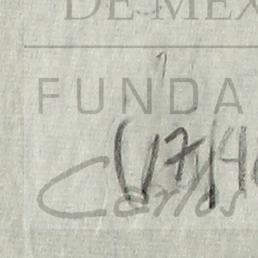 DE MEX
FUNDA
(17)(4
Carlos